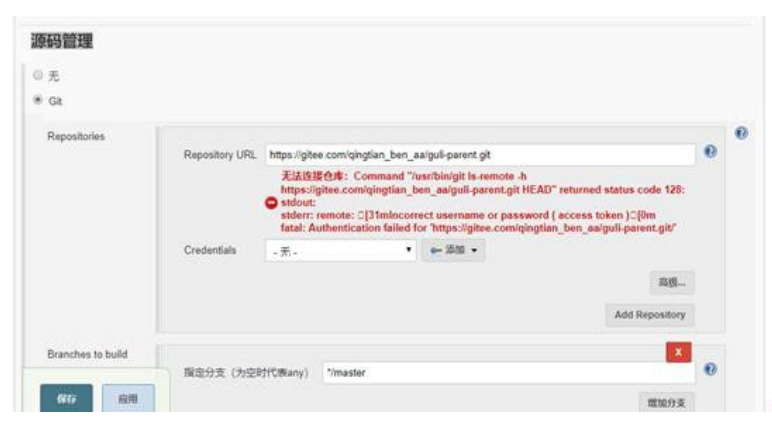 源码管理
无
Git
Repositories
Repository URL https://gitee.com/qingtian_ben_aa/guli-parent.git
无法连接仓库：Command "/usr/bin/git ls-remote -h
https://gitee.com/qingtian_ben_aa/guli-parent.git HEAD" returned status code 128:
stdout:
stderr: remote: □[31mIncorrect username or password ( access token )□[0m
fatal: Authentication failed for 'https://gitee.com/qingtian_ben_aa/guli-parent.git/'
Credentials - 无 - 添加
高级...
Add Repository
Branches to build
X
指定分支（为空时代表any） */master
增加分支
保存 应用